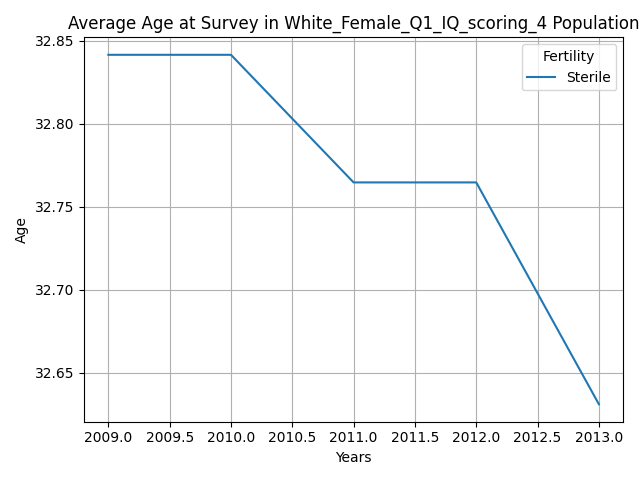 Average Age at Survey in White_Female_Q1_IQ_scoring_4 Population
32.85
32.80
32.75
32.70
32.65
Age
Fertility
Sterile
2009.0 2009.5 2010.0 2010.5 2011.0 2011.5 2012.0 2012.5 2013.0
Years